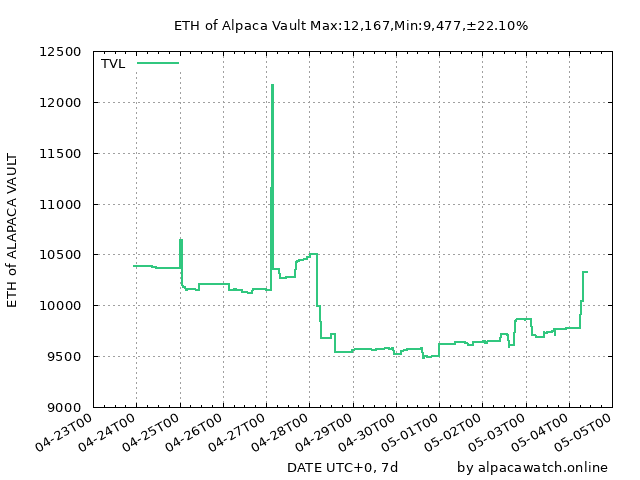 ETH of Alpaca Vault Max:12,167,Min:9,477,±22.10%
TVL
12500
12000
11500
11000
10500
10000
9500
9000
ETH of ALAPACA VAULT
04-23T00
04-24T00
04-25T00
04-26T00
04-27T00
04-28T00
04-29T00
04-30T00
05-01T00
05-02T00
05-03T00
05-04T00
05-05T00
DATE UTC+0, 7d
by alpacawatch.online